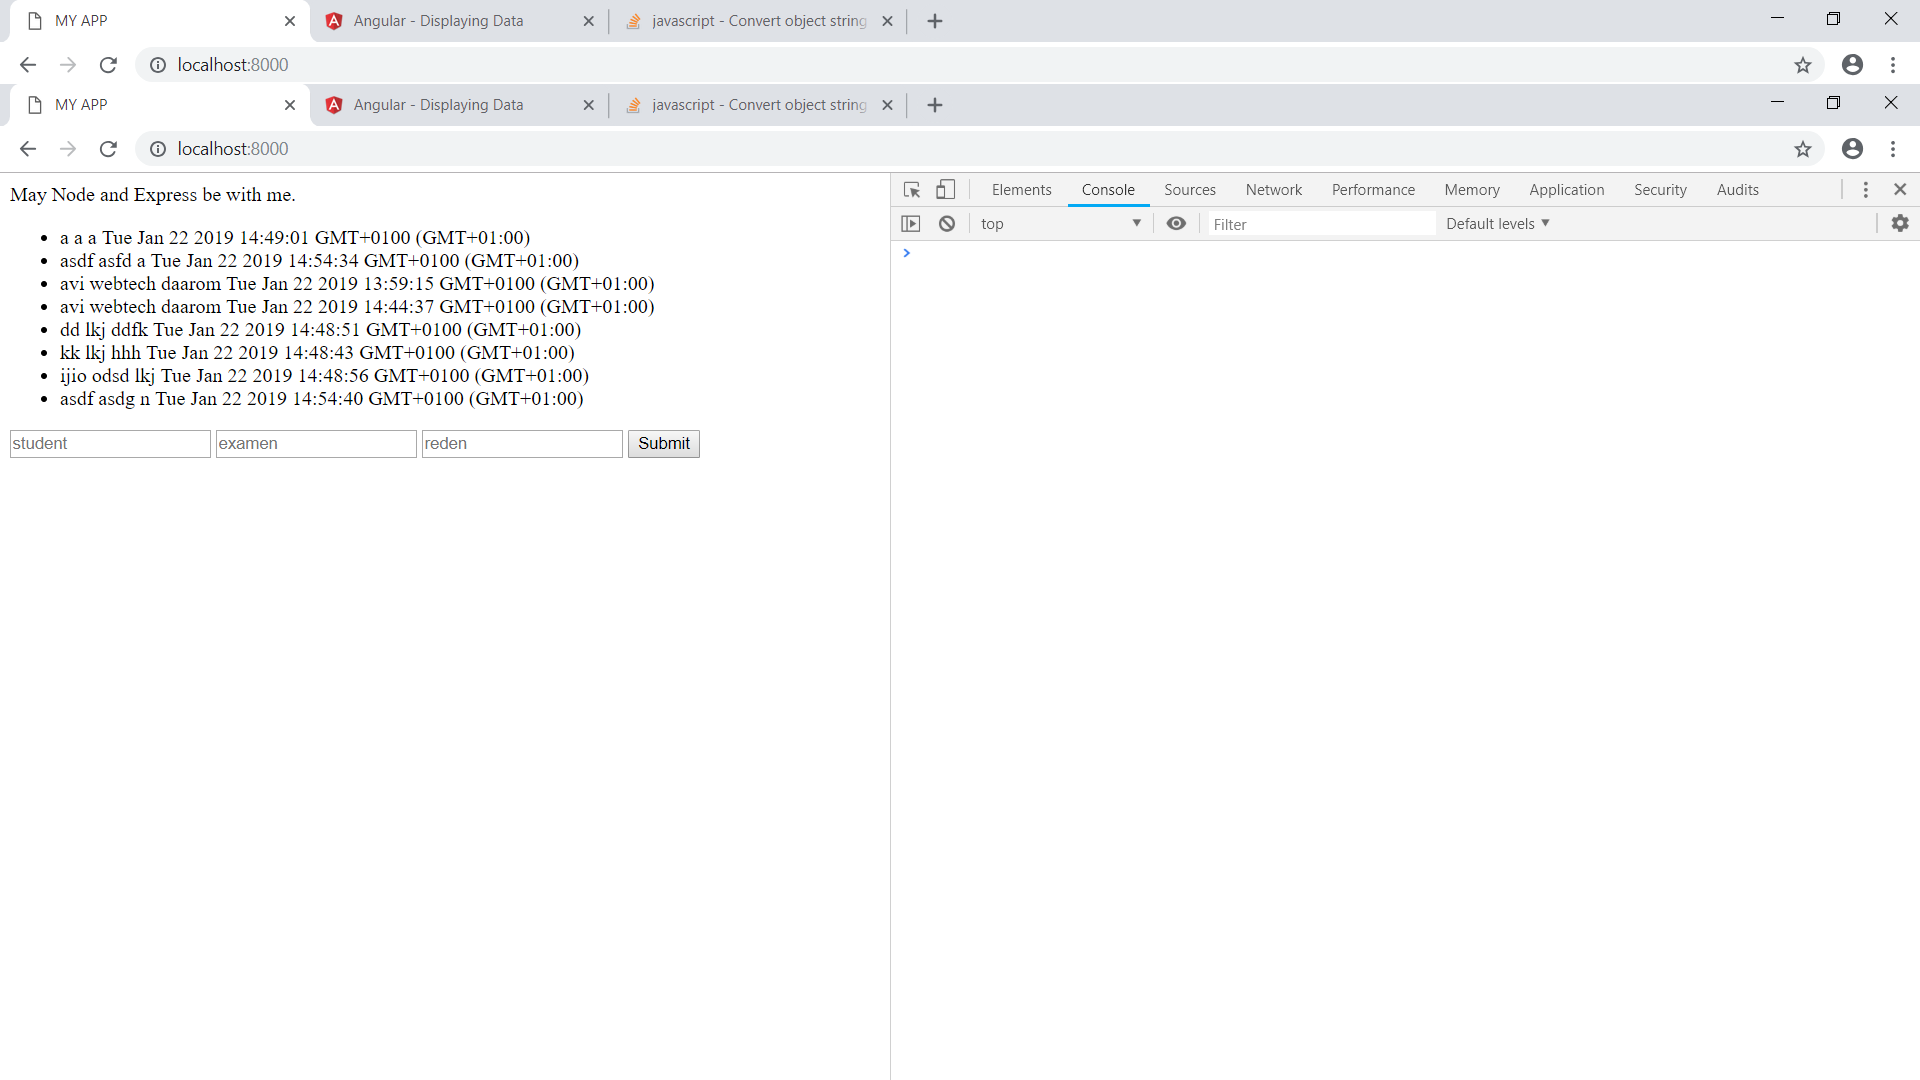 MY APP Angular - Displaying Data javascript - Convert object string
localhost:8000
MY APP Angular - Displaying Data javascript - Convert object string
localhost:8000
Elements Console Sources Network Performance Memory Application Security Audits
top Filter Default levels
May Node and Express be with me.
a a a Tue Jan 22 2019 14:49:01 GMT+0100 (GMT+01:00)
asdf asfd a Tue Jan 22 2019 14:54:34 GMT+0100 (GMT+01:00)
avi webtech daarom Tue Jan 22 2019 13:59:15 GMT+0100 (GMT+01:00)
avi webtech daarom Tue Jan 22 2019 14:44:37 GMT+0100 (GMT+01:00)
dd lkj ddfk Tue Jan 22 2019 14:48:51 GMT+0100 (GMT+01:00)
kk lkj hhh Tue Jan 22 2019 14:48:43 GMT+0100 (GMT+01:00)
ijio odsd lkj Tue Jan 22 2019 14:48:56 GMT+0100 (GMT+01:00)
asdf asdg n Tue Jan 22 2019 14:54:40 GMT+0100 (GMT+01:00)
student examen reden Submit